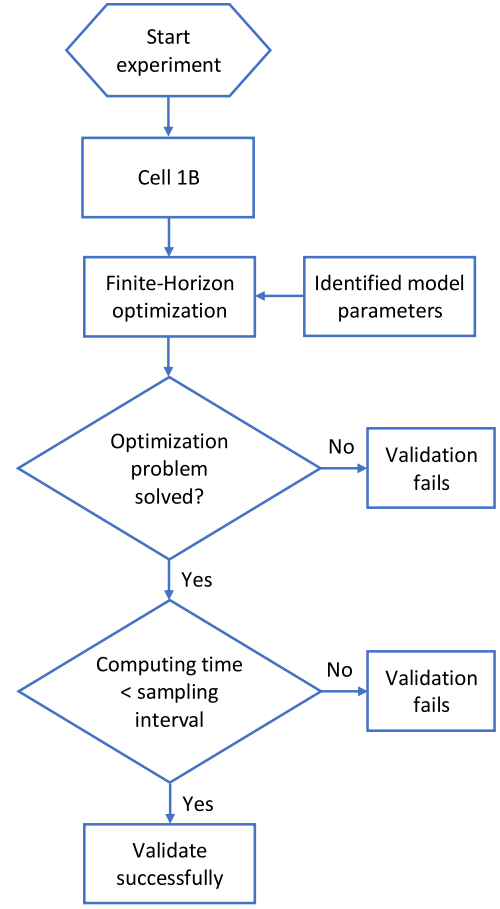 Start
experiment
Cell 1B
Finite-Horizon
optimization
Identified model
parameters
Optimization
problem
solved?
No
Validation
fails
Yes
Computing time
< sampling
interval
No
Validation
fails
Yes
Validate
successfully